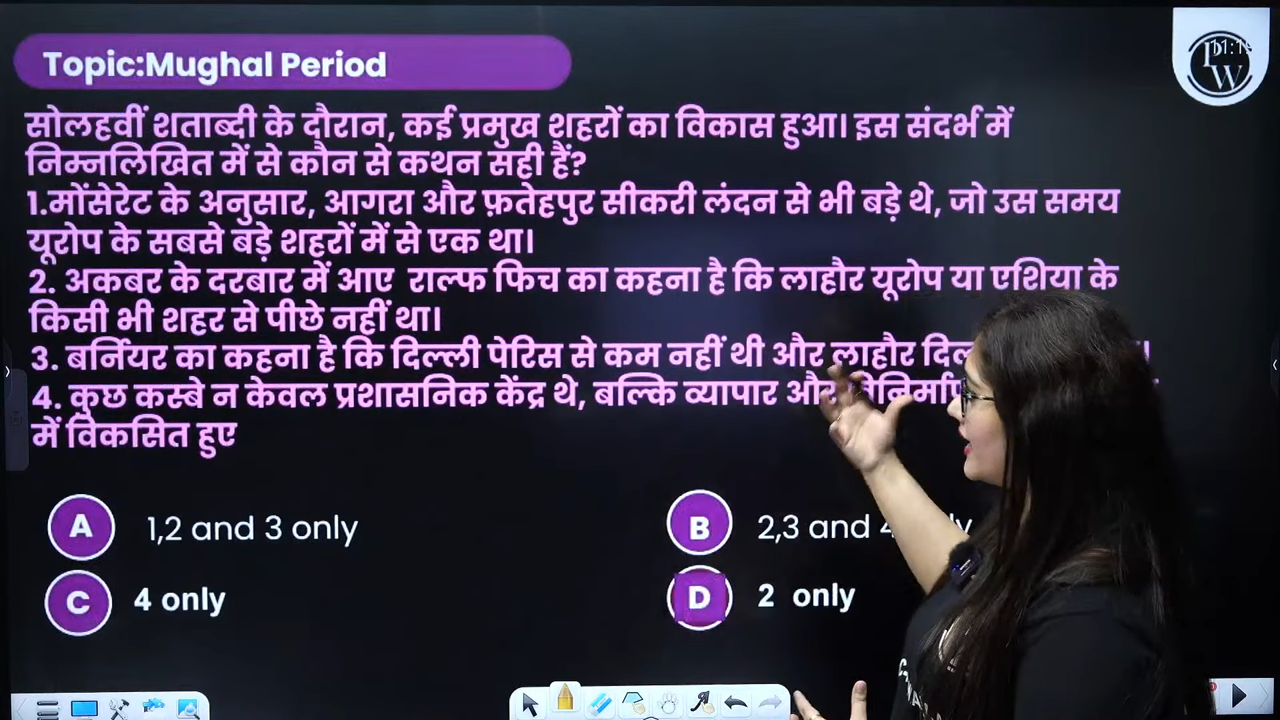 Topic:Mughal Period
सोलहवीं शताब्दी के दौरान, कई प्रमुख शहरों का विकास हुआ। इस संदर्भ में
निम्नलिखित में से कौन से कथन सही हैं?
1.मोंसेरेट के अनुसार, आगरा और फ़तेहपुर सीकरी लंदन से भी बड़े थे, जो उस समय
यूरोप के सबसे बड़े शहरों में से एक था।
2. अकबर के दरबार में आए राल्फ फिच का कहना है कि लाहौर यूरोप या एशिया के
किसी भी शहर से पीछे नहीं था।
3. बर्नियर का कहना है कि दिल्ली पेरिस से कम नहीं थी और लाहौर
4. कुछ कस्बे न केवल प्रशासनिक केंद्र थे, बल्कि व्यापार और
में विकसित हुए
A 1,2 and 3 only
B 2,3 and
C 4 only
D 2 only
PW